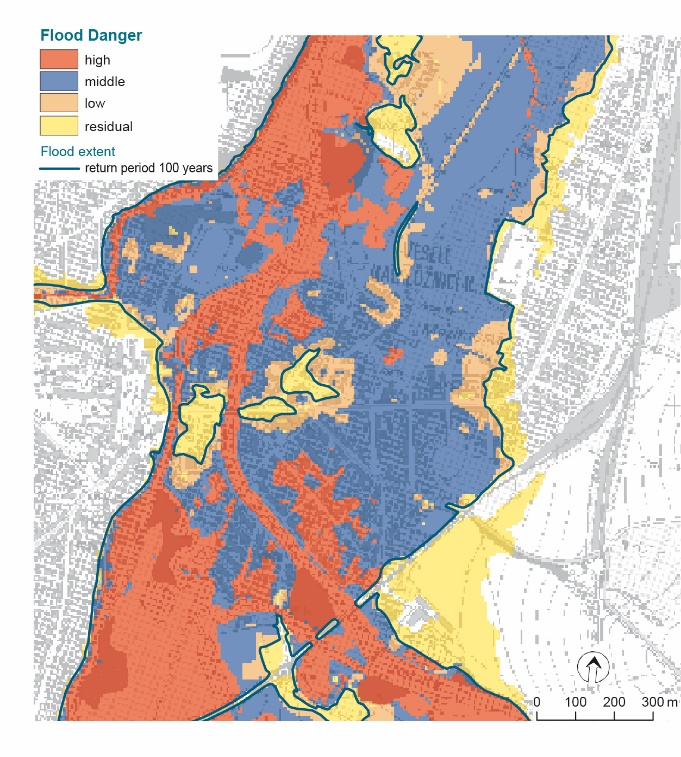 Flood Danger
high
middle
low
residual
Flood extent
return period 100 years
0 100 200 300 m